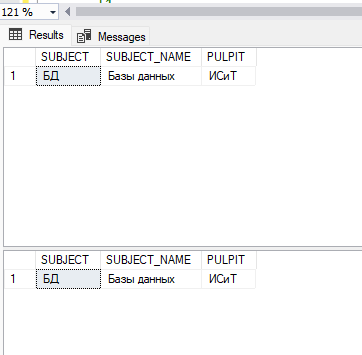 121 %
Results Messages
SUBJECT SUBJECT_NAME PULPIT
1 БД Базы данных ИСиТ
SUBJECT SUBJECT_NAME PULPIT
1 БД Базы данных ИСиТ